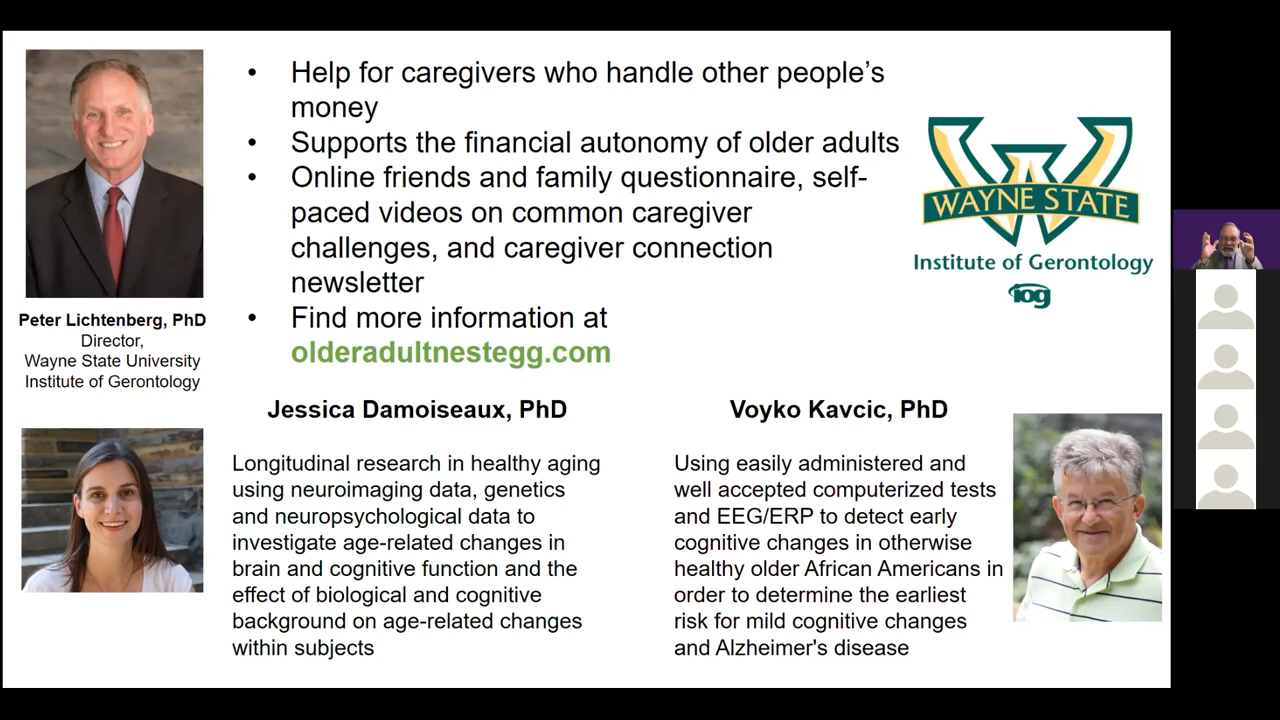 • Help for caregivers who handle other people’s
money
• Supports the financial autonomy of older adults
• Online friends and family questionnaire, self-
paced videos on common caregiver
challenges, and caregiver connection
newsletter
• Find more information at
olderadultnestegg.com
WAYNE STATE
Institute of Gerontology
iog
Peter Lichtenberg, PhD
Director,
Wayne State University
Institute of Gerontology
Jessica Damoiseaux, PhD
Longitudinal research in healthy aging
using neuroimaging data, genetics
and neuropsychological data to
investigate age-related changes in
brain and cognitive function and the
effect of biological and cognitive
background on age-related changes
within subjects
Voyko Kavcic, PhD
Using easily administered and
well accepted computerized tests
and EEG/ERP to detect early
cognitive changes in otherwise
healthy older African Americans in
order to determine the earliest
risk for mild cognitive changes
and Alzheimer's disease